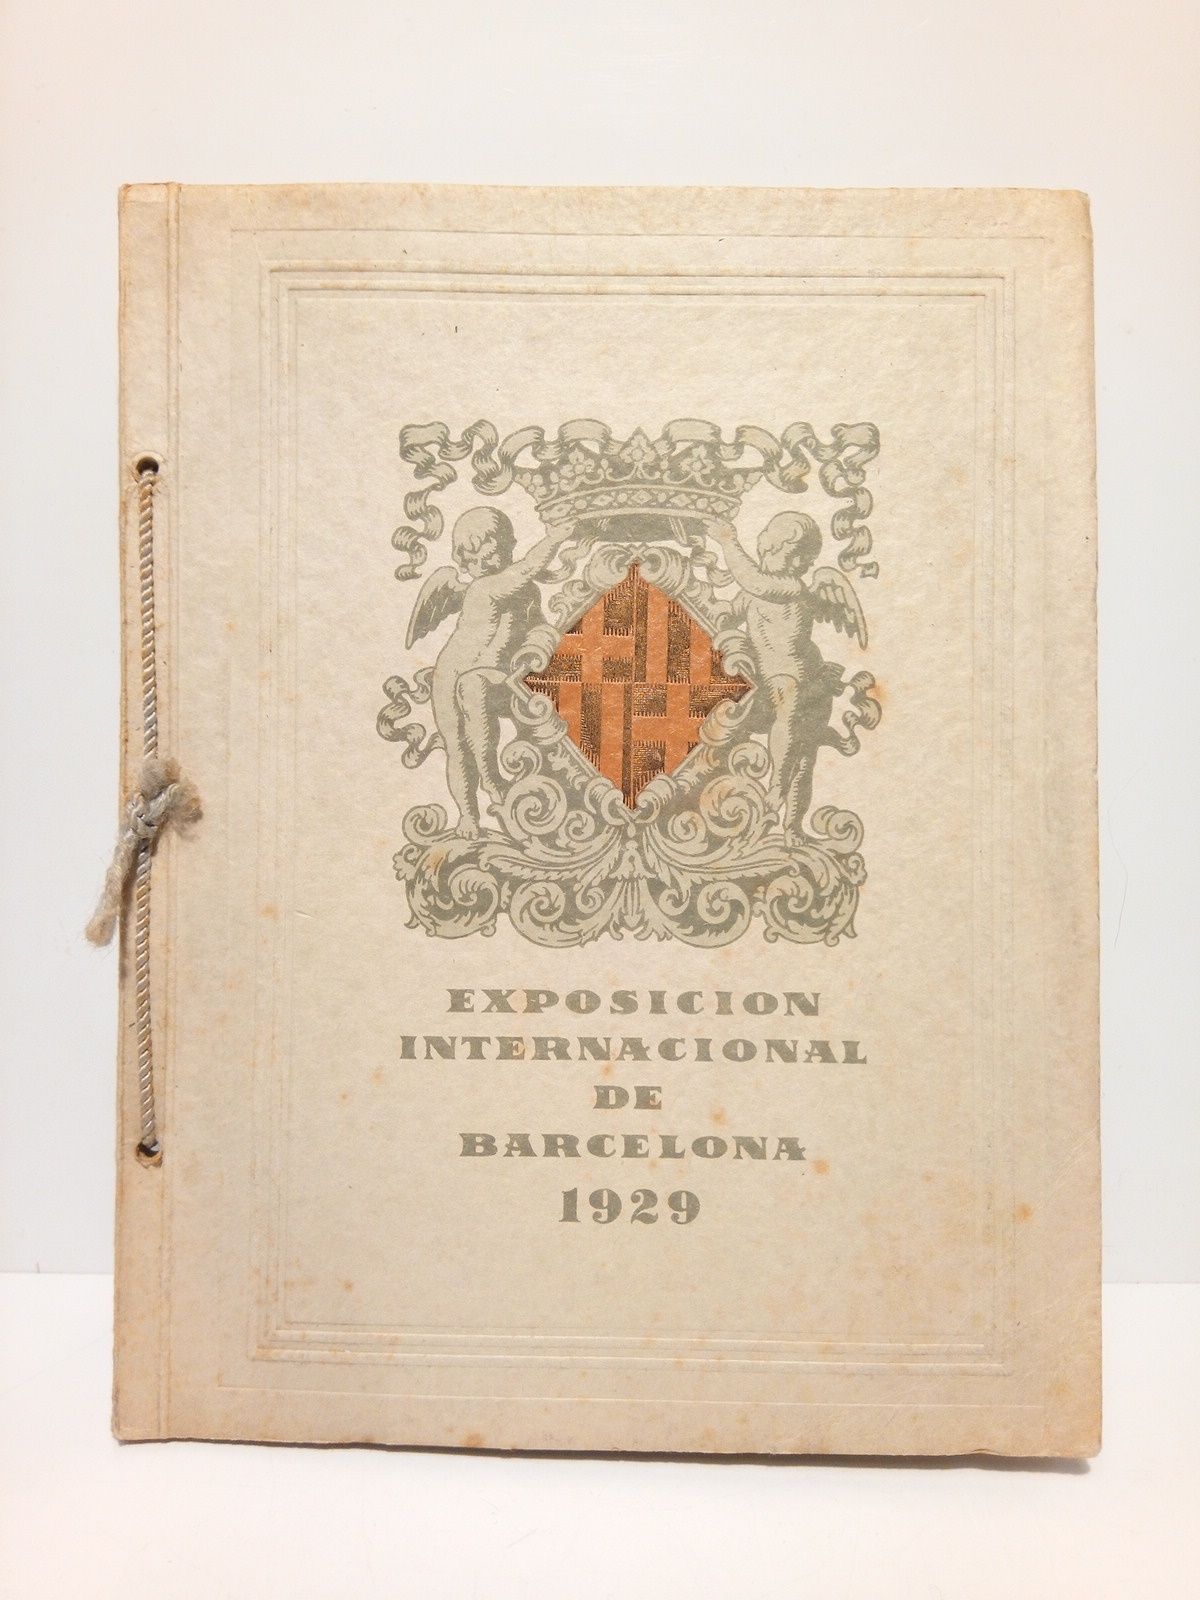 EXPOSICION
INTERNACIONAL
DE
BARCELONA
1929